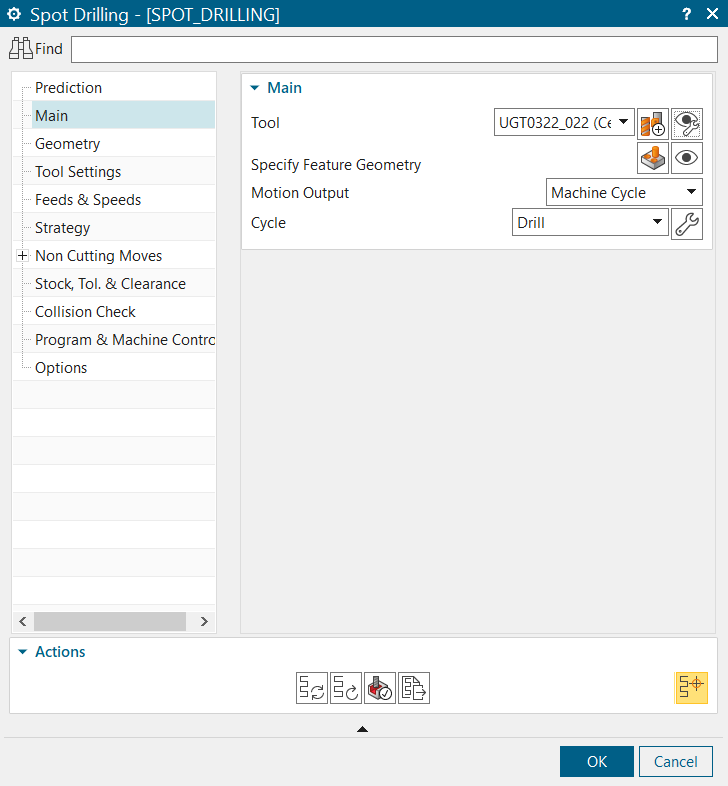 Spot Drilling - [SPOT_DRILLING]
?
Find
Prediction
Main
Geometry
Tool Settings
Feeds & Speeds
Strategy
Non Cutting Moves
Stock, Tol. & Clearance
Collision Check
Program & Machine Contro
Options
Main
Tool
UGT0322_022 (Ce
Specify Feature Geometry
Motion Output
Machine Cycle
Cycle
Drill
Actions
OK
Cancel